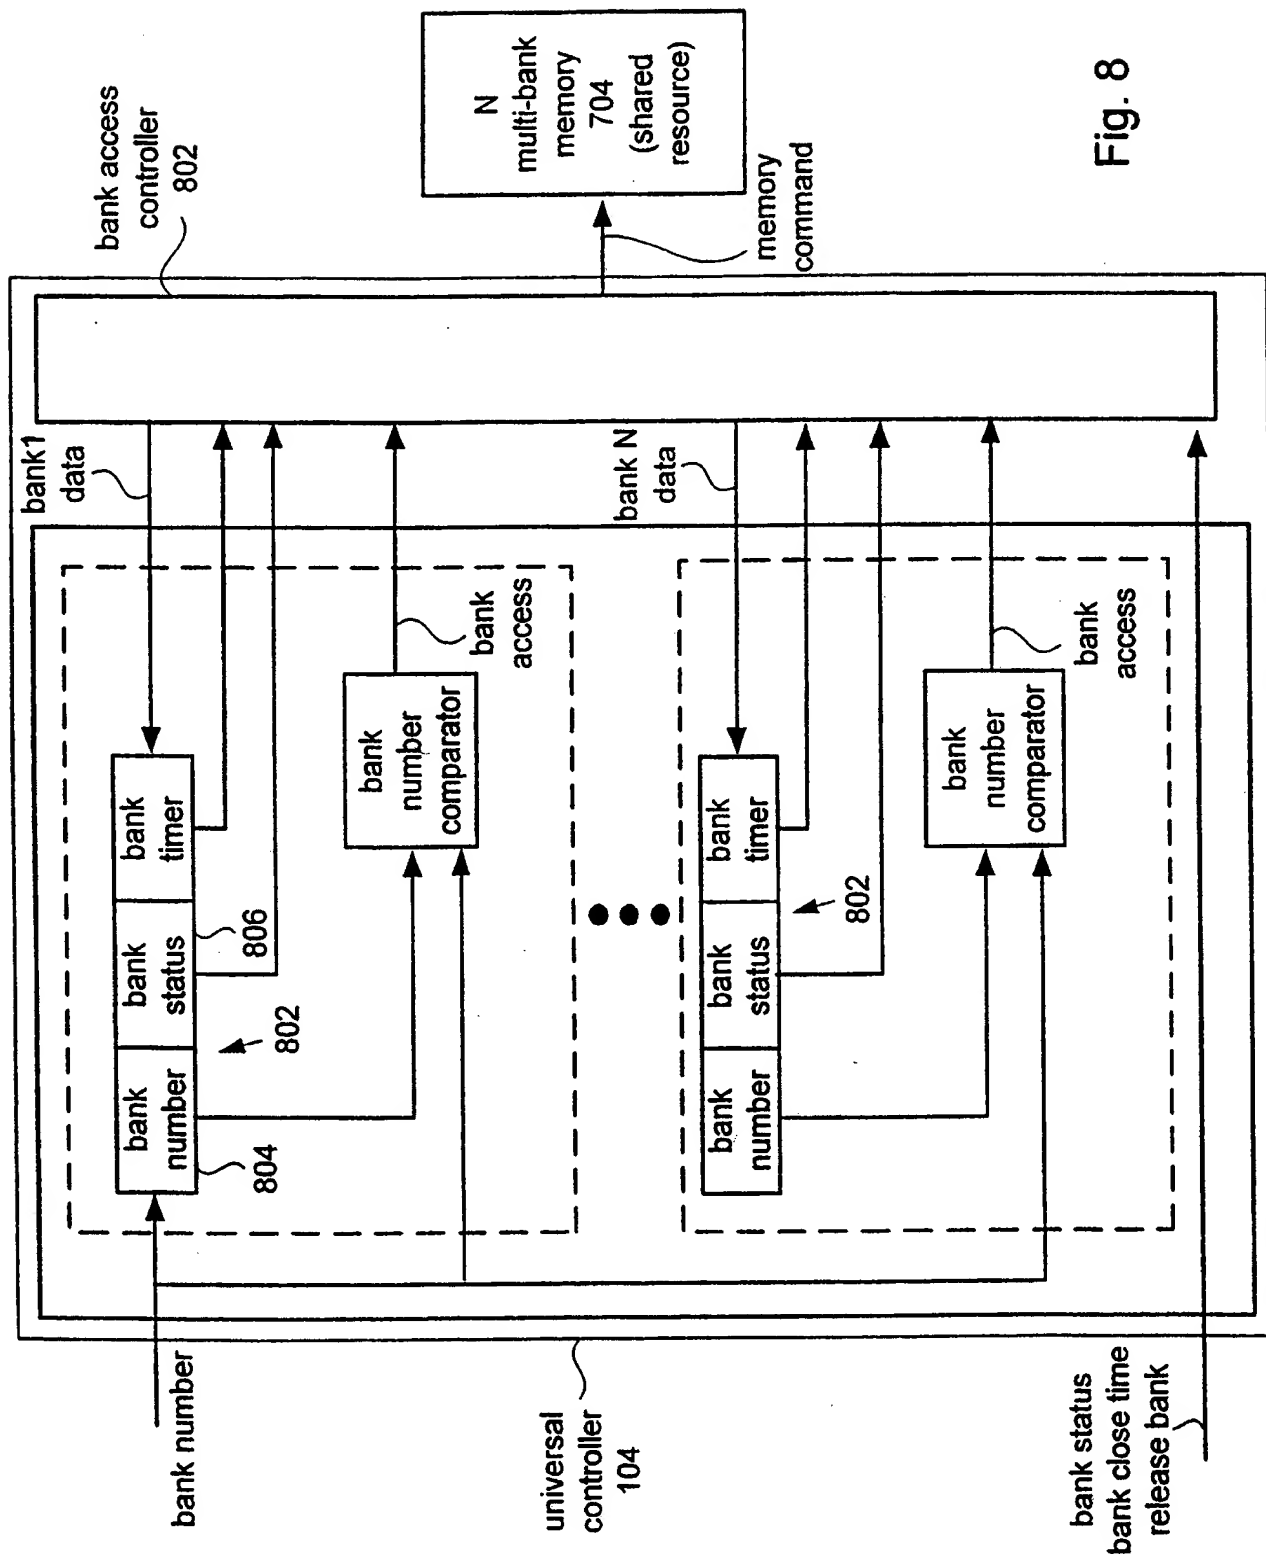 bank access
controller
802
N
multi-bank
memory
704
(shared
resource)
memory
command
bank1
data
bank N
data
bank
timer
bank
status
806
bank
number
804
802
bank
number
comparator
bank
access
bank
timer
bank
status
bank
number
802
bank
number
comparator
bank
access
bank number
universal
controller
104
bank status
bank close time
release bank
Fig. 8